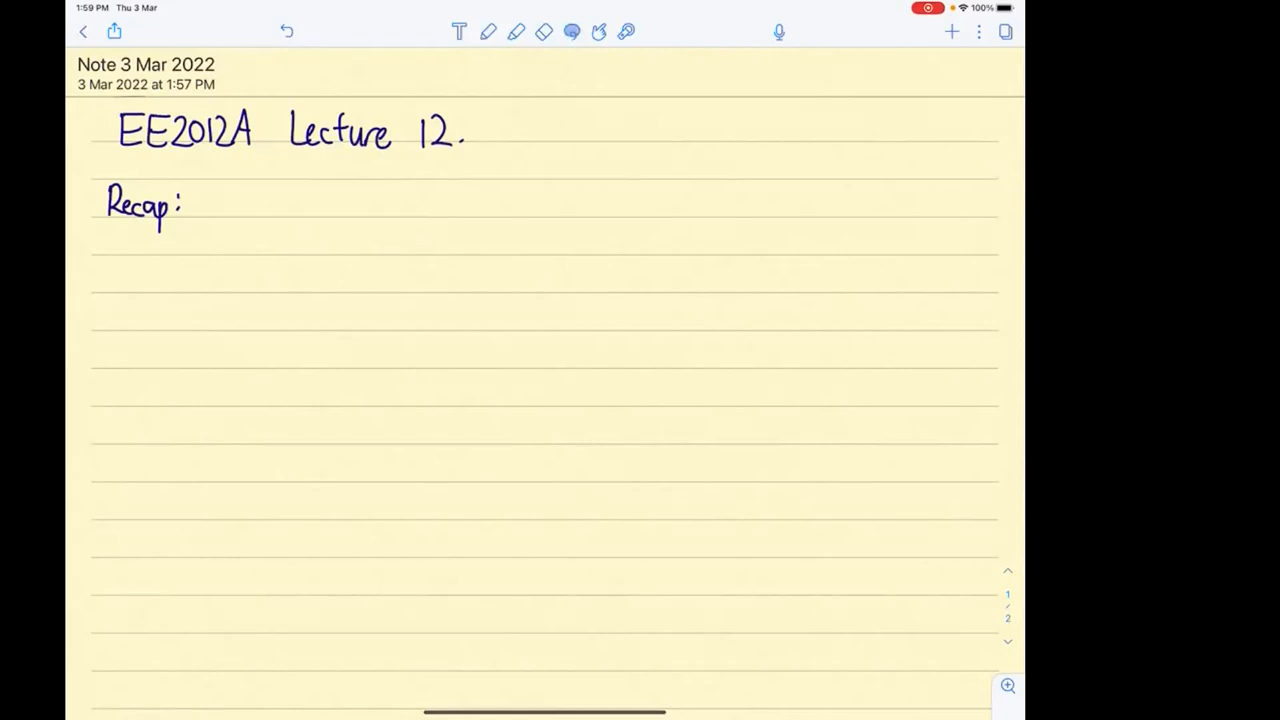 1:59 PM Thu 3 Mar
100%
Note 3 Mar 2022
3 Mar 2022 at 1:57 PM
EE2012A Lecture 12.
Recap:
1
/
2